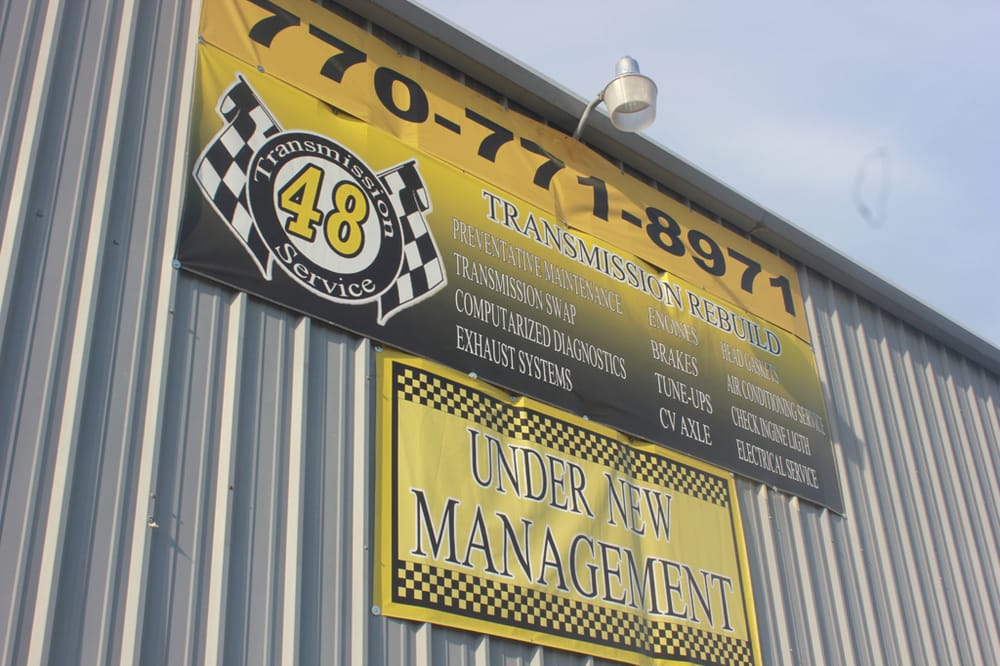 770-771-8971
Transmission
48
Service
TRANSMISSION REBUILD
PREVENTATIVE MAINTENANCE
TRANSMISSION SWAP
COMPUTARIZED DIAGNOSTICS
EXHAUST SYSTEMS
ENGINES
BRAKES
TUNE-UPS
CV AXLE
HEAD GASKETS
AIR CONDITIONING SERVICE
CHECK INGINE LIGTH
ELECTRICAL SERVICE
UNDER NEW
MANAGEMENT